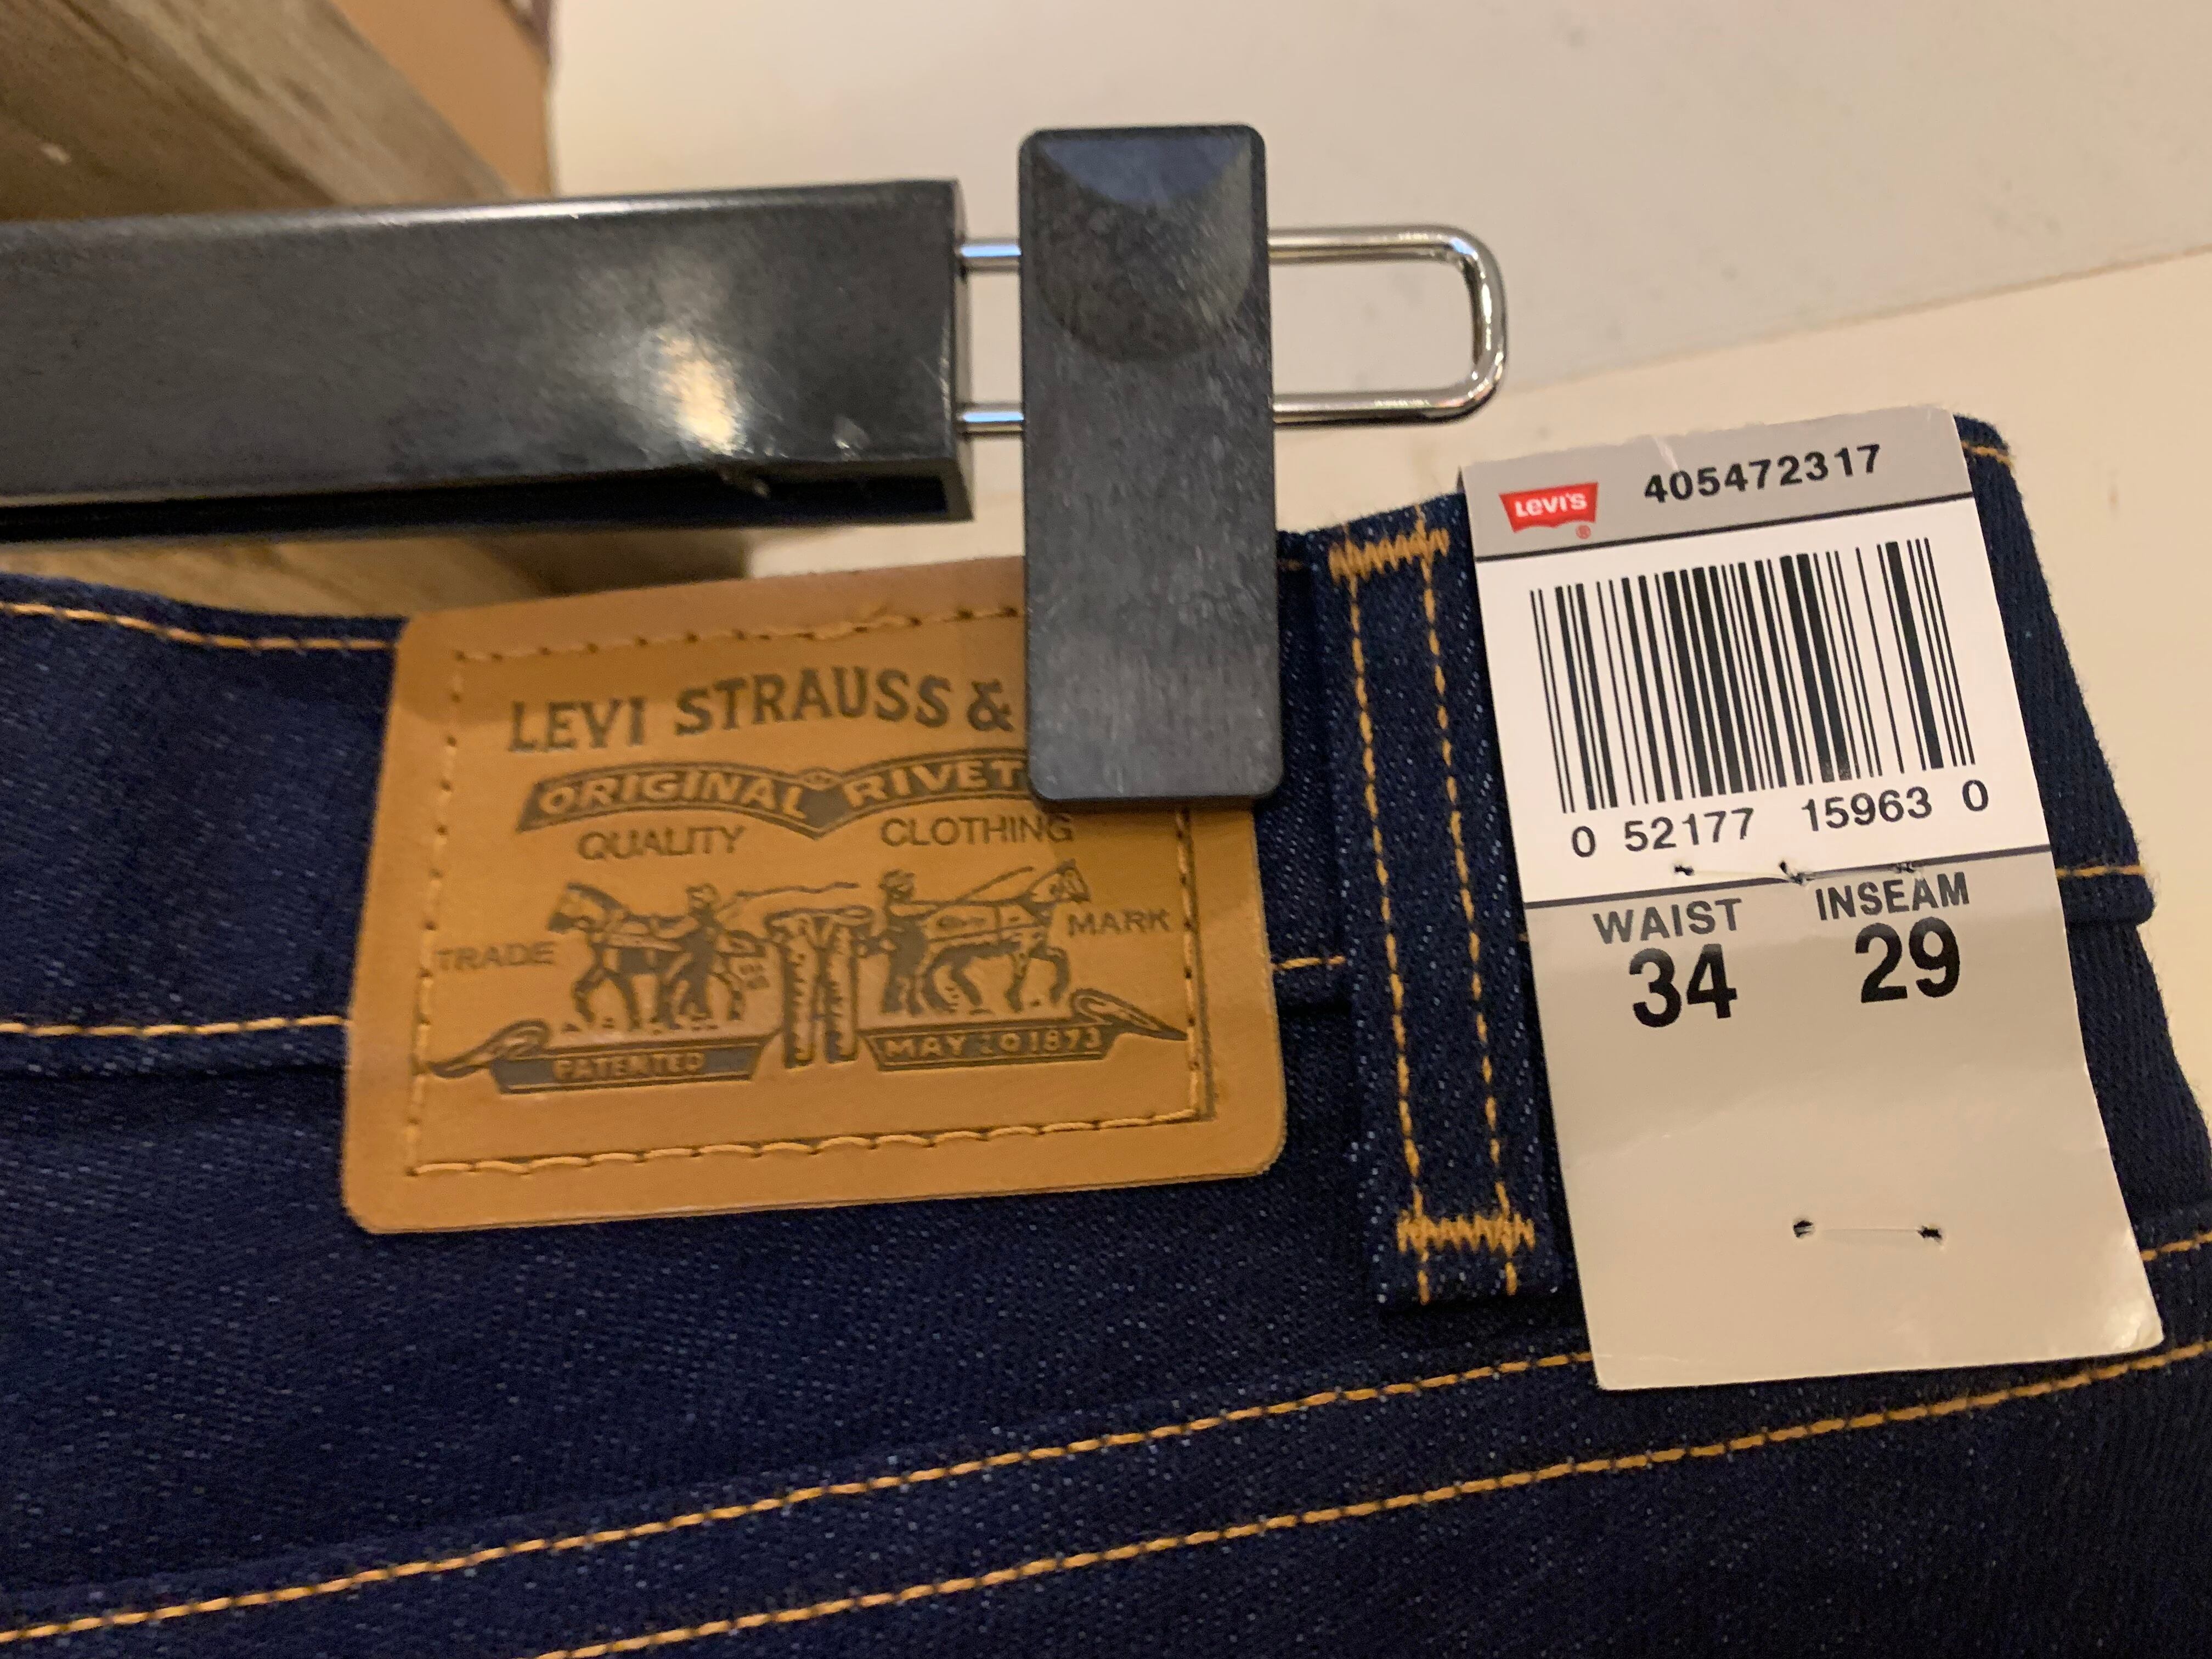 LEVI STRAUSS &
ORIGINAL RIVET
QUALITY CLOTHING
TRADE MARK
PATENTED MAY 20 1873
Levi's ®
405472317
0 52177 15963 0
WAIST INSEAM
34 29